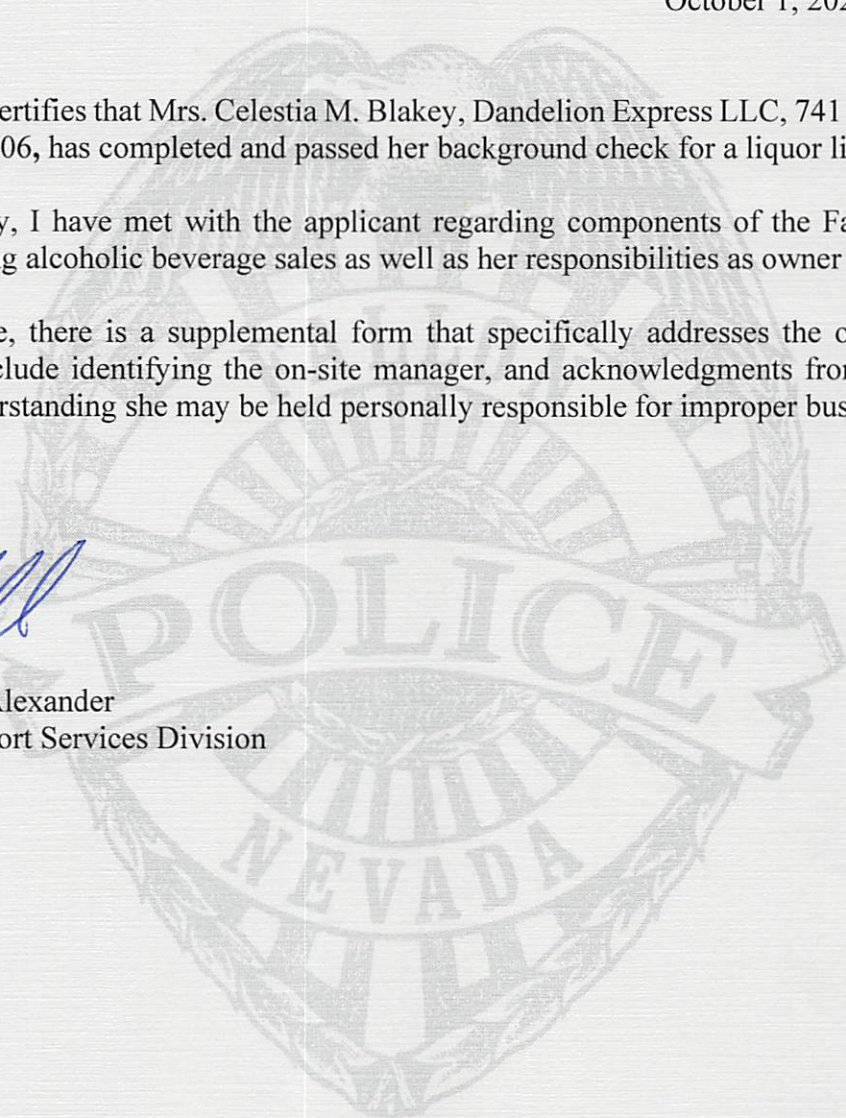 October 1, 202
ertifies that Mrs. Celestia M. Blakey, Dandelion Express LLC, 741
06, has completed and passed her background check for a liquor li
y, I have met with the applicant regarding components of the Fa
g alcoholic beverage sales as well as her responsibilities as owner
e, there is a supplemental form that specifically addresses the c
clude identifying the on-site manager, and acknowledgments from
rstanding she may be held personally responsible for improper bus
POLICE
Alexander
ort Services Division
NEVADA